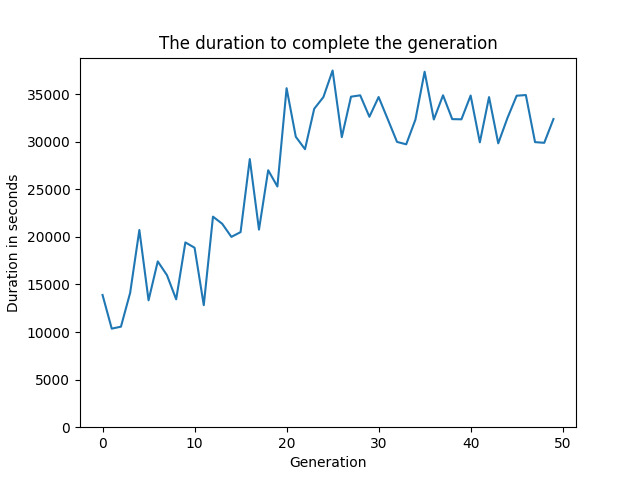 The duration to complete the generation
Duration in seconds
35000
30000
25000
20000
15000
10000
5000
0
0 10 20 30 40 50
Generation